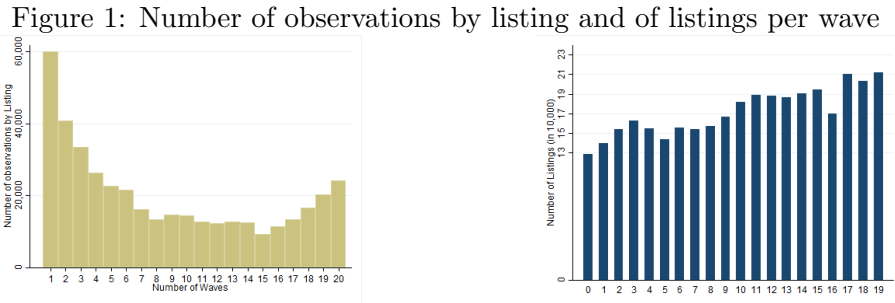 Figure 1: Number of observations by listing and of listings per wave
Number of observations by Listing
60,000
40,000
20,000
0
1 2 3 4 5 6 7 8 9 10 11 12 13 14 15 16 17 18 19 20
Number of Waves
Number of Listings (in 10,000)
23
21
19
17
15
13
0
0 1 2 3 4 5 6 7 8 9 10 11 12 13 14 15 16 17 18 19